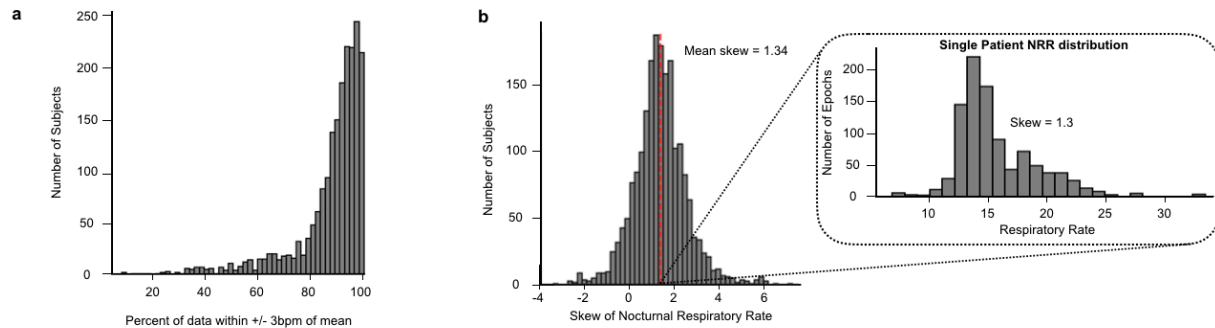 a
250
200
150
100
50
0
Number of Subjects
20 40 60 80 100
Percent of data within +/- 3bpm of mean
b
150
100
50
0
Number of Subjects
Mean skew = 1.34
-4 -2 0 2 4 6
Skew of Nocturnal Respiratory Rate
Single Patient NRR distribution
200
150
100
50
0
Number of Epochs
Skew = 1.3
10 15 20 25 30
Respiratory Rate